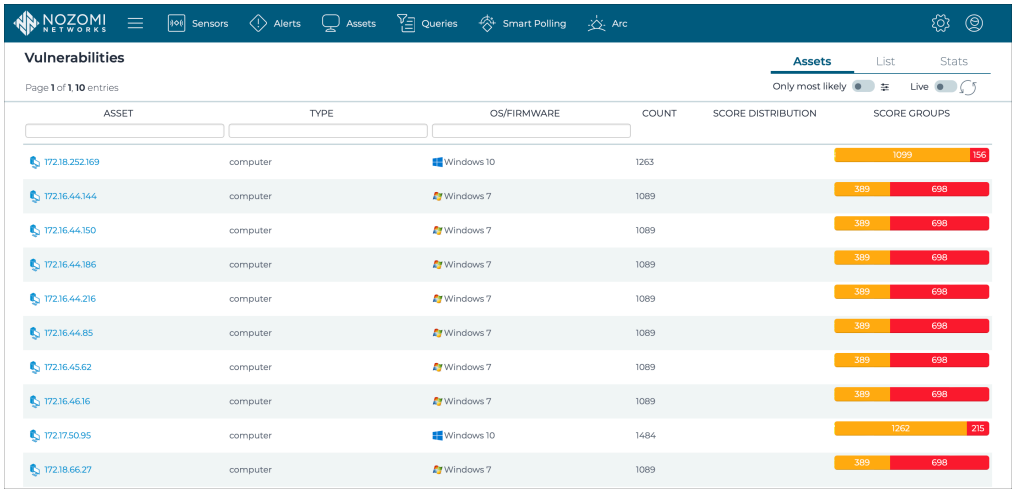 NOZOMI NETWORKS Sensors Alerts Assets Queries Smart Polling Arc
Vulnerabilities
Assets List Stats
Page 1 of 1, 10 entries
Only most likely Live
ASSET TYPE OS/FIRMWARE COUNT SCORE DISTRIBUTION SCORE GROUPS
172.18.252.169 computer Windows 10 1263 1099 156
172.16.44.144 computer Windows 7 1089 389 698
172.16.44.150 computer Windows 7 1089 389 698
172.16.44.186 computer Windows 7 1089 389 698
172.16.44.216 computer Windows 7 1089 389 698
172.16.44.85 computer Windows 7 1089 389 698
172.16.45.62 computer Windows 7 1089 389 698
172.16.46.16 computer Windows 7 1089 389 698
172.17.50.95 computer Windows 10 1484 1262 215
172.18.66.27 computer Windows 7 1089 389 698